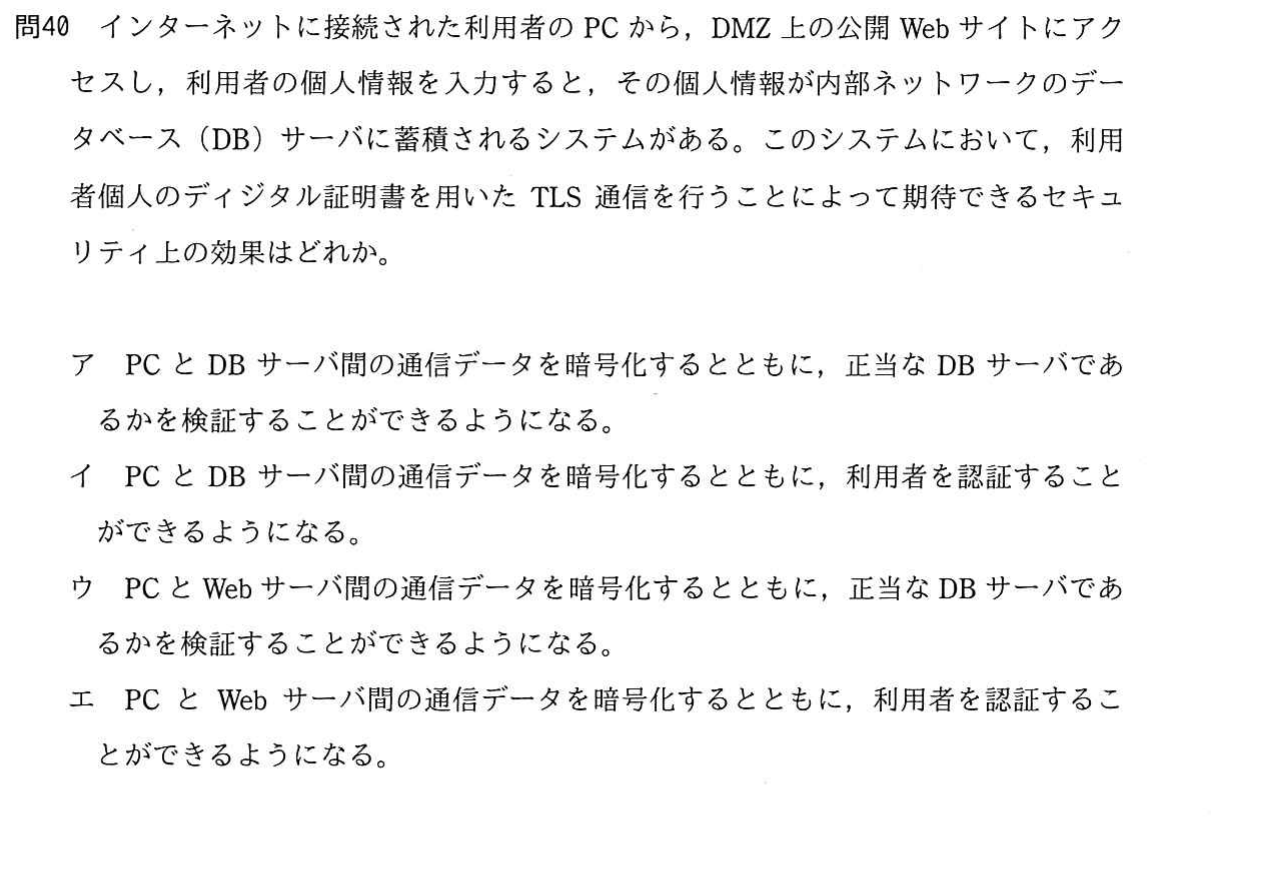 問40　インターネットに接続された利用者の PC から，DMZ 上の公開 Web サイトにアク
セスし，利用者の個人情報を入力すると，その個人情報が内部ネットワークのデー
タベース（DB）サーバに蓄積されるシステムがある。このシステムにおいて，利用
者個人のディジタル証明書を用いた TLS 通信を行うことによって期待できるセキュ
リティ上の効果はどれか。
ア　PC と DB サーバ間の通信データを暗号化するとともに，正当な DB サーバであ
るかを検証することができるようになる。
イ　PC と DB サーバ間の通信データを暗号化するとともに，利用者を認証すること
ができるようになる。
ウ　PC と Web サーバ間の通信データを暗号化するとともに，正当な DB サーバであ
るかを検証することができるようになる。
エ　PC と Web サーバ間の通信データを暗号化するとともに，利用者を認証するこ
とができるようになる。